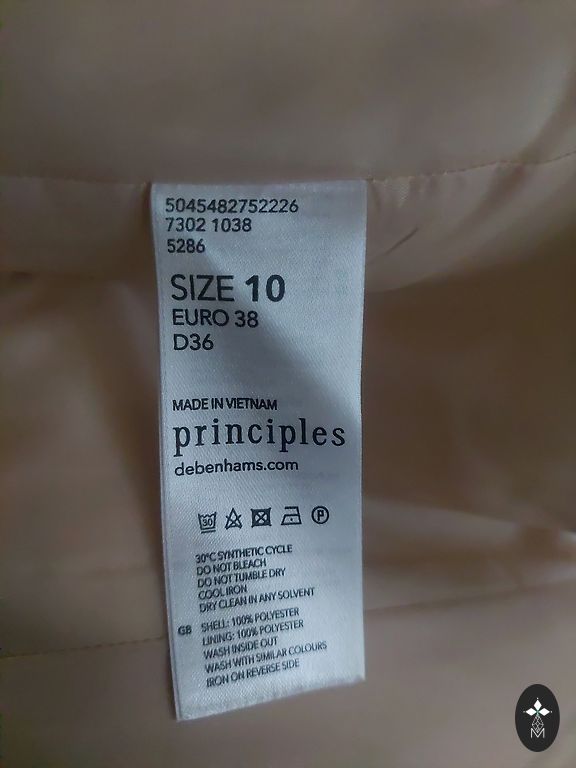 5045482752226
7302 1038
5286
SIZE 10
EURO 38
D36
MADE IN VIETNAM
principles
debenhams.com
30
P
30°C SYNTHETIC CYCLE
DO NOT BLEACH
DO NOT TUMBLE DRY
COOL IRON
DRY CLEAN IN ANY SOLVENT
GB SHELL: 100% POLYESTER
LINING: 100% POLYESTER
WASH INSIDE OUT
WASH WITH SIMILAR COLOURS
IRON ON REVERSE SIDE
M